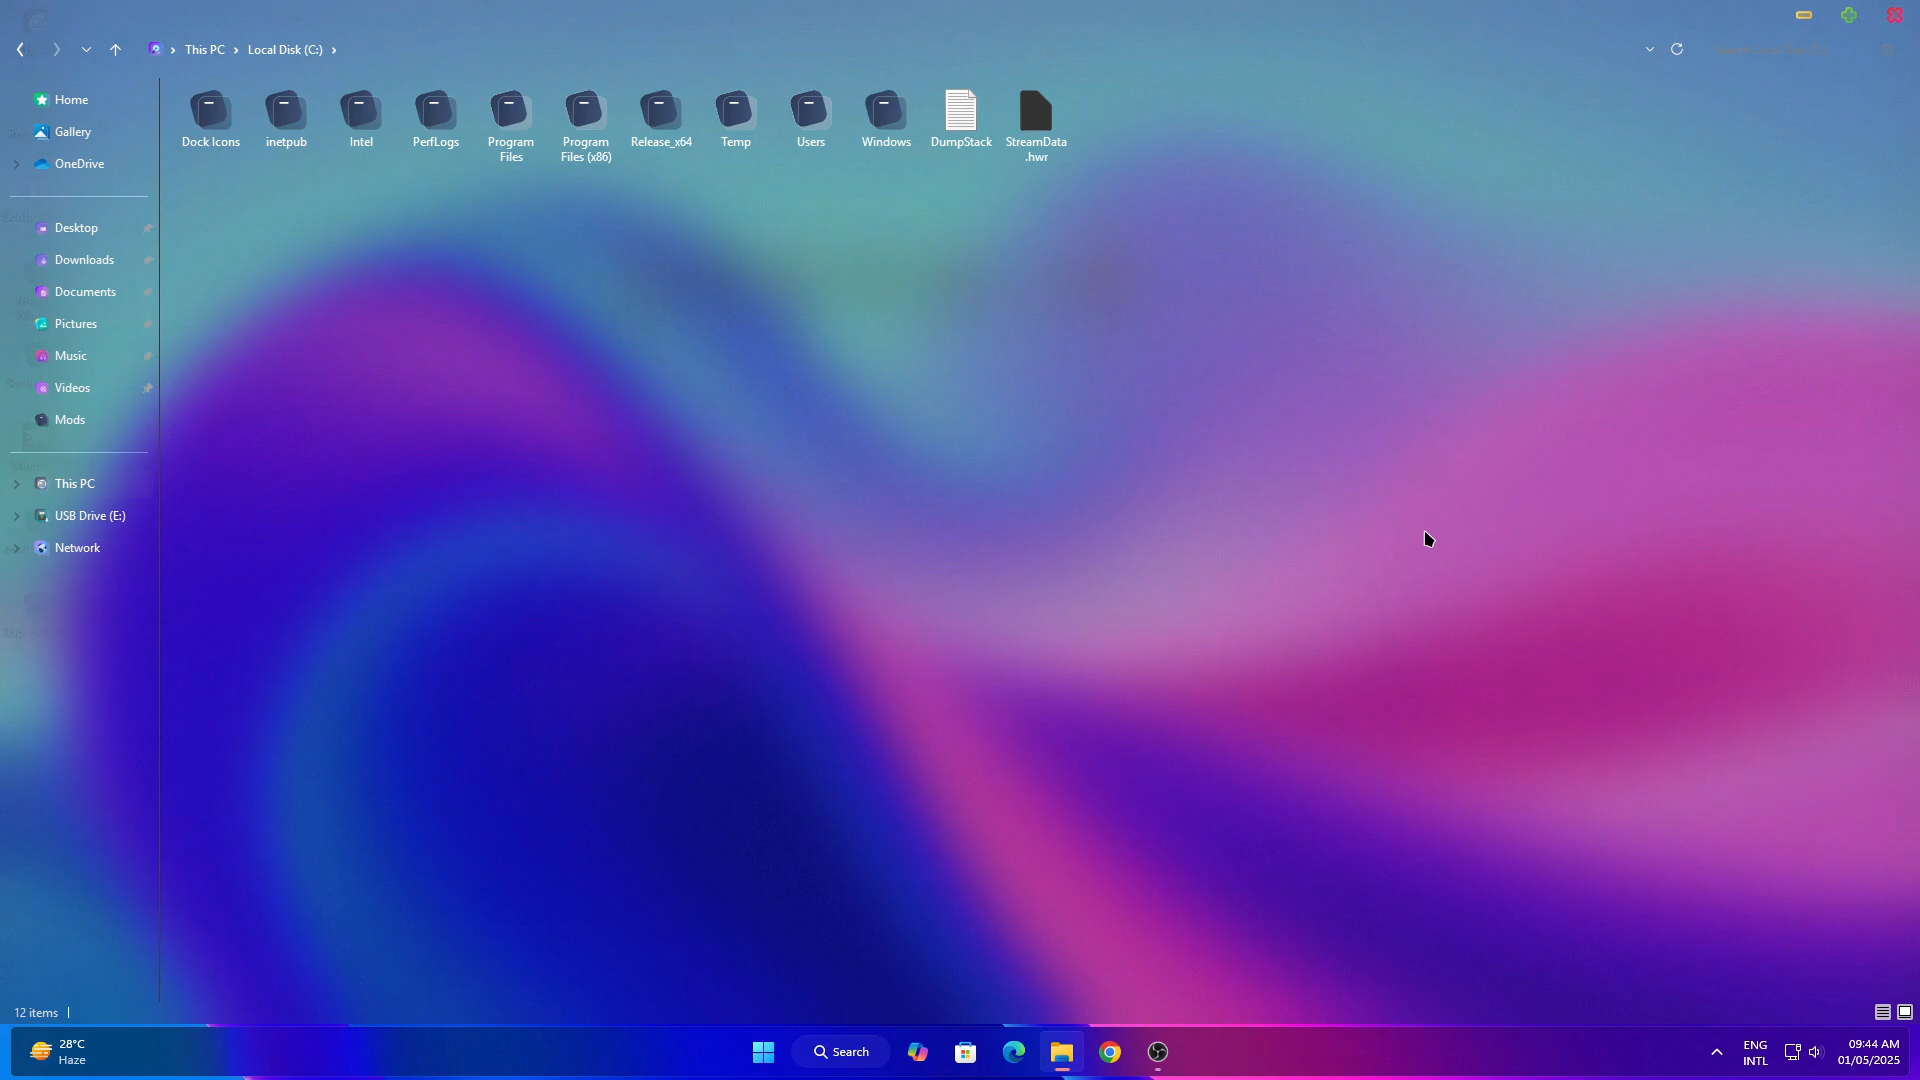 This PC
Local Disk (C:)
Home
Gallery
OneDrive
Desktop
Downloads
Documents
Pictures
Music
Videos
Mods
This PC
USB Drive (E:)
Network
Dock Icons
inetpub
Intel
PerfLogs
Program
Files
Program
Files (x86)
Release_x64
Temp
Users
Windows
DumpStack
StreamData
.hwr
12 items
28°C
Haze
Search
ENG
INTL
09:44 AM
01/05/2025